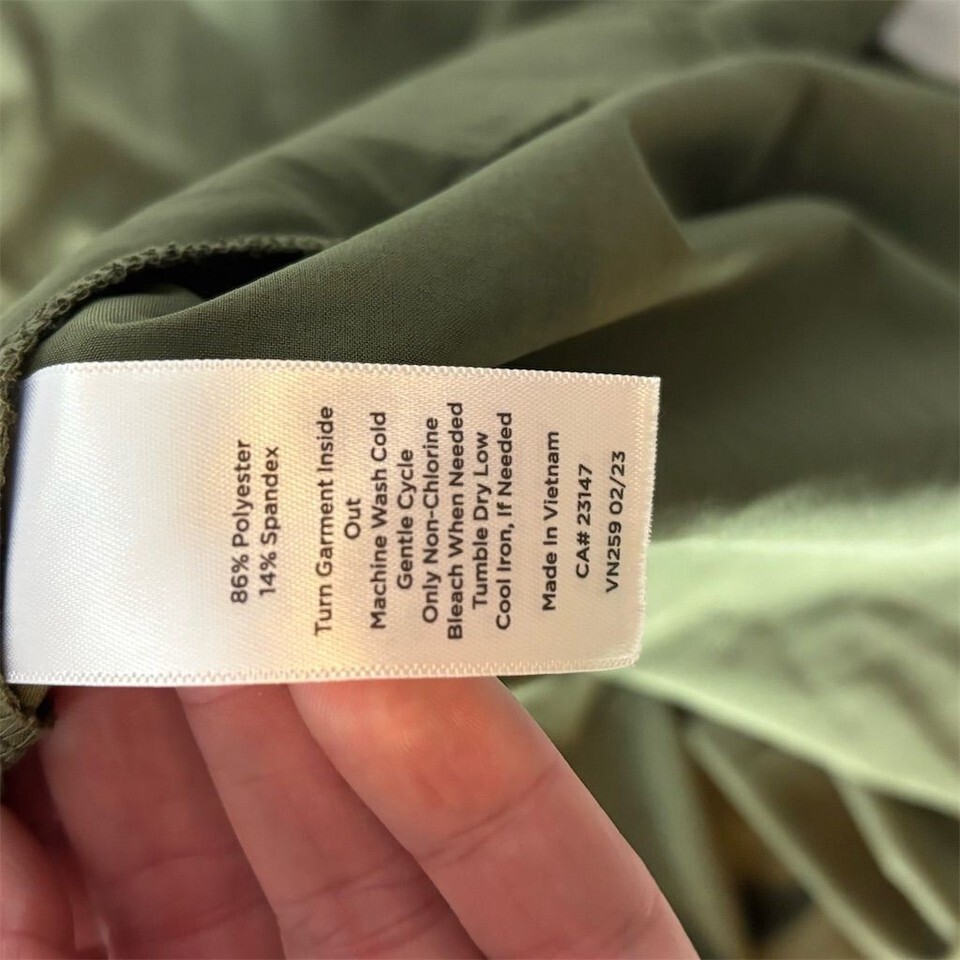 86% Polyester
14% Spandex
Turn Garment Inside
Out
Machine Wash Cold
Gentle Cycle
Only Non-Chlorine
Bleach When Needed
Tumble Dry Low
Cool Iron, If Needed
Made In Vietnam
CA# 23147
VN259 02/23